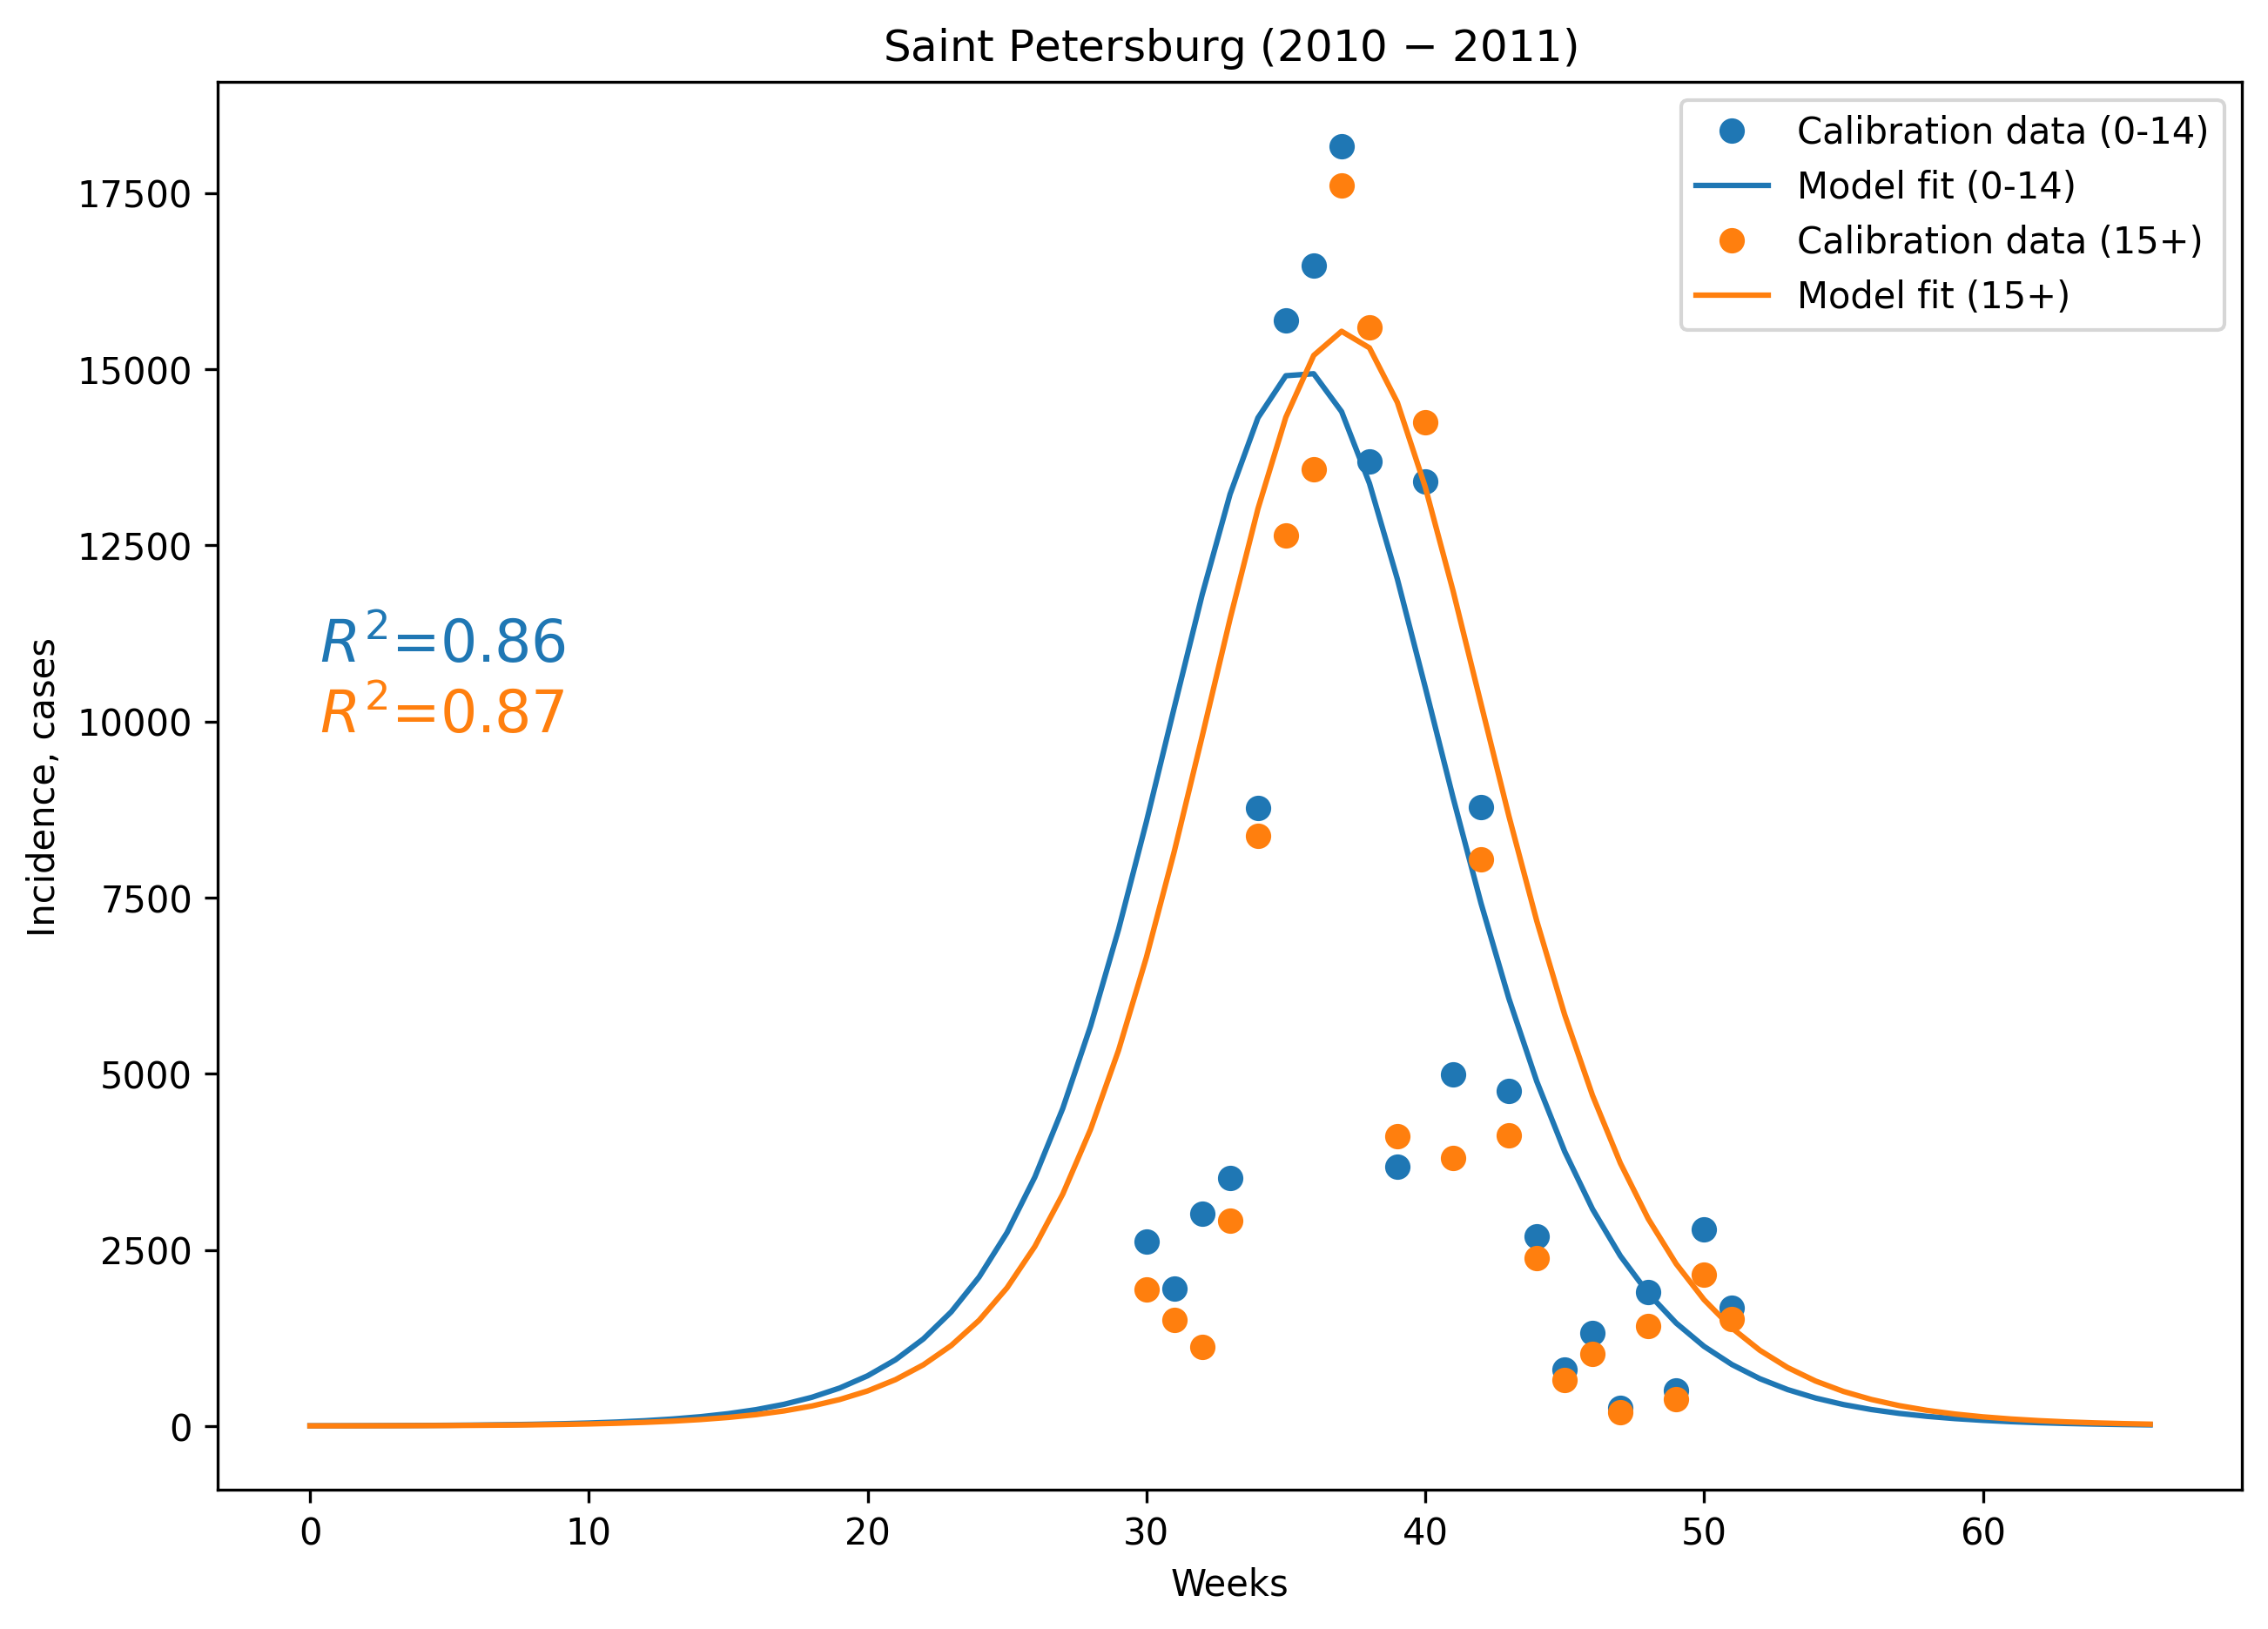 Saint Petersburg (2010 − 2011)
Calibration data (0-14)
Model fit (0-14)
Calibration data (15+)
Model fit (15+)
17500
15000
12500
10000
7500
5000
2500
0
Incidence, cases
R²=0.86
R²=0.87
0 10 20 30 40 50 60
Weeks